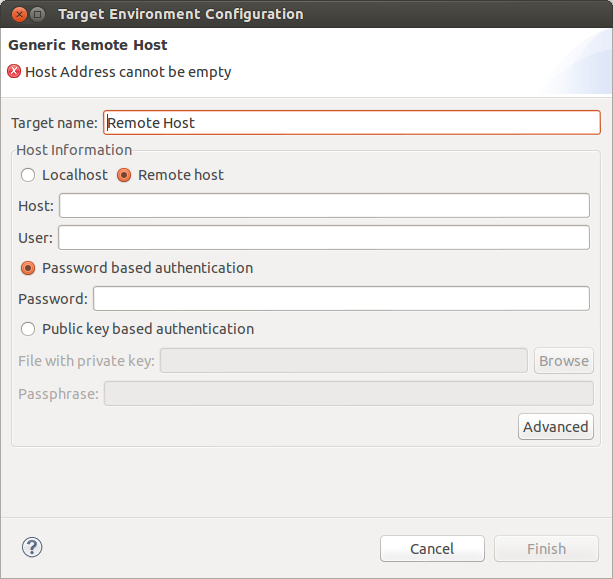 Target Environment Configuration
Generic Remote Host
Host Address cannot be empty
Target name: Remote Host
Host Information
Localhost Remote host
Host:
User:
Password based authentication
Password:
Public key based authentication
File with private key: Browse
Passphrase:
Advanced
? Cancel Finish